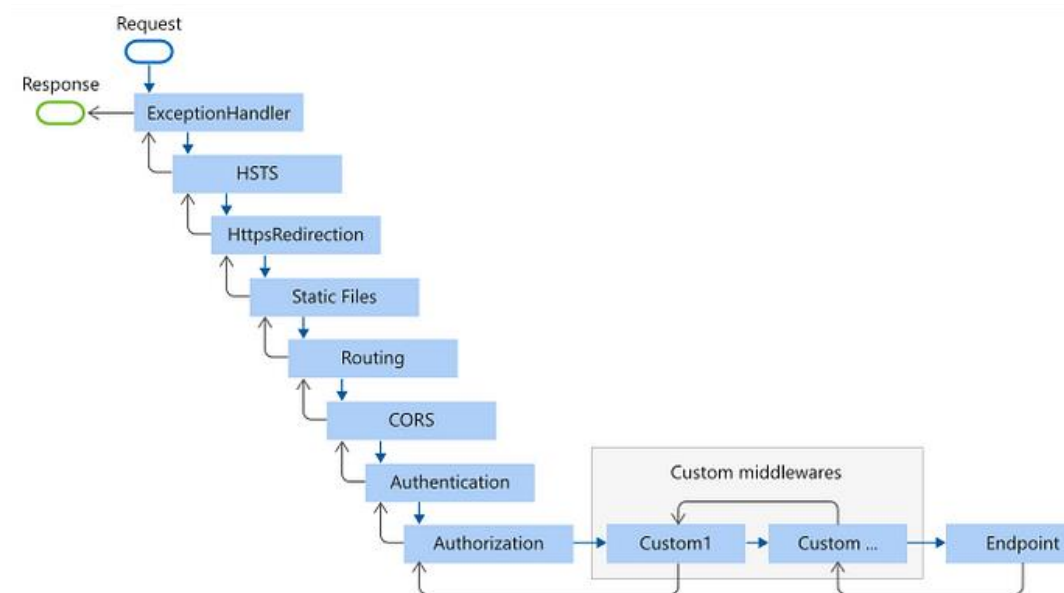 Request
Response
ExceptionHandler
HSTS
HttpsRedirection
Static Files
Routing
CORS
Authentication
Custom middlewares
Authorization
Custom1
Custom ...
Endpoint